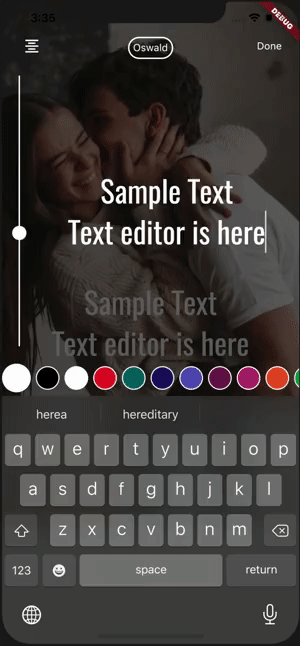 3:35
DEBUG
Oswald
Done
Sample Text
Text editor is here
Sample Text
Text editor is here
herea
hereditary
q w e r t y u i o p
a s d f g h j k l
z x c v b n m
123
space
return